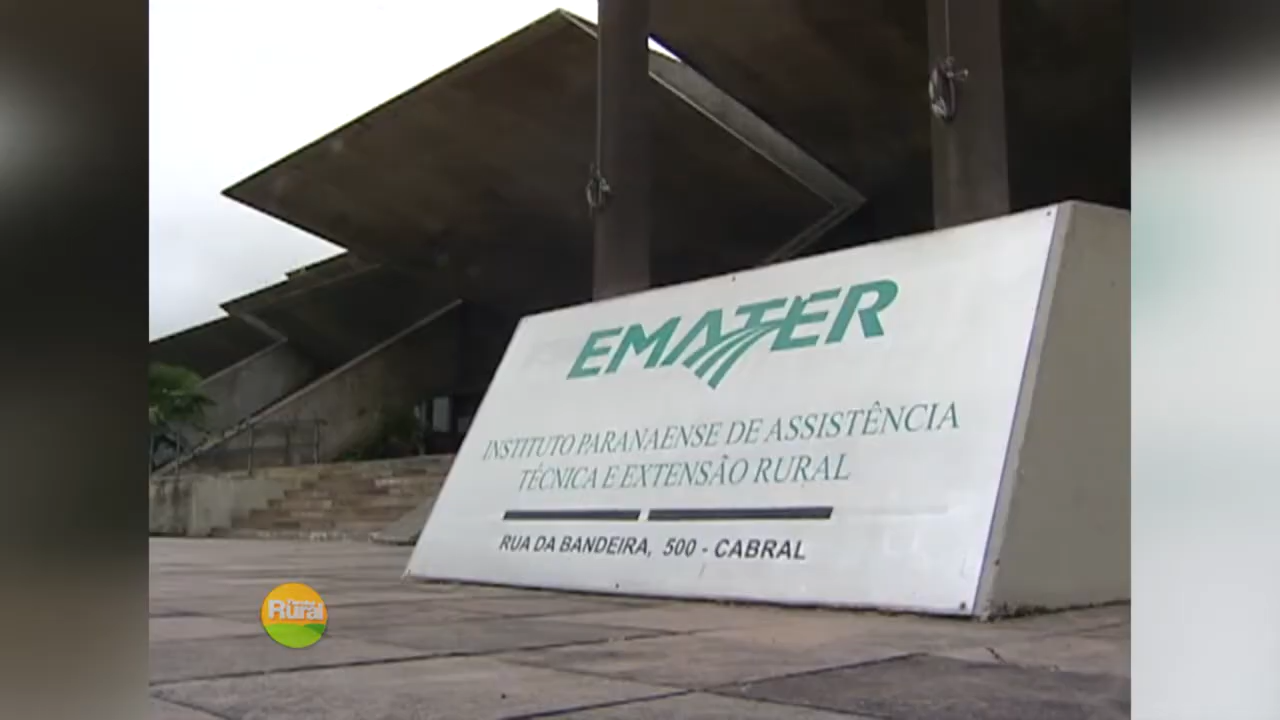 EMATER
INSTITUTO PARANAENSE DE ASSISTÊNCIA
TÉCNICA E EXTENSÃO RURAL
RUA DA BANDEIRA, 500 - CABRAL
Rural